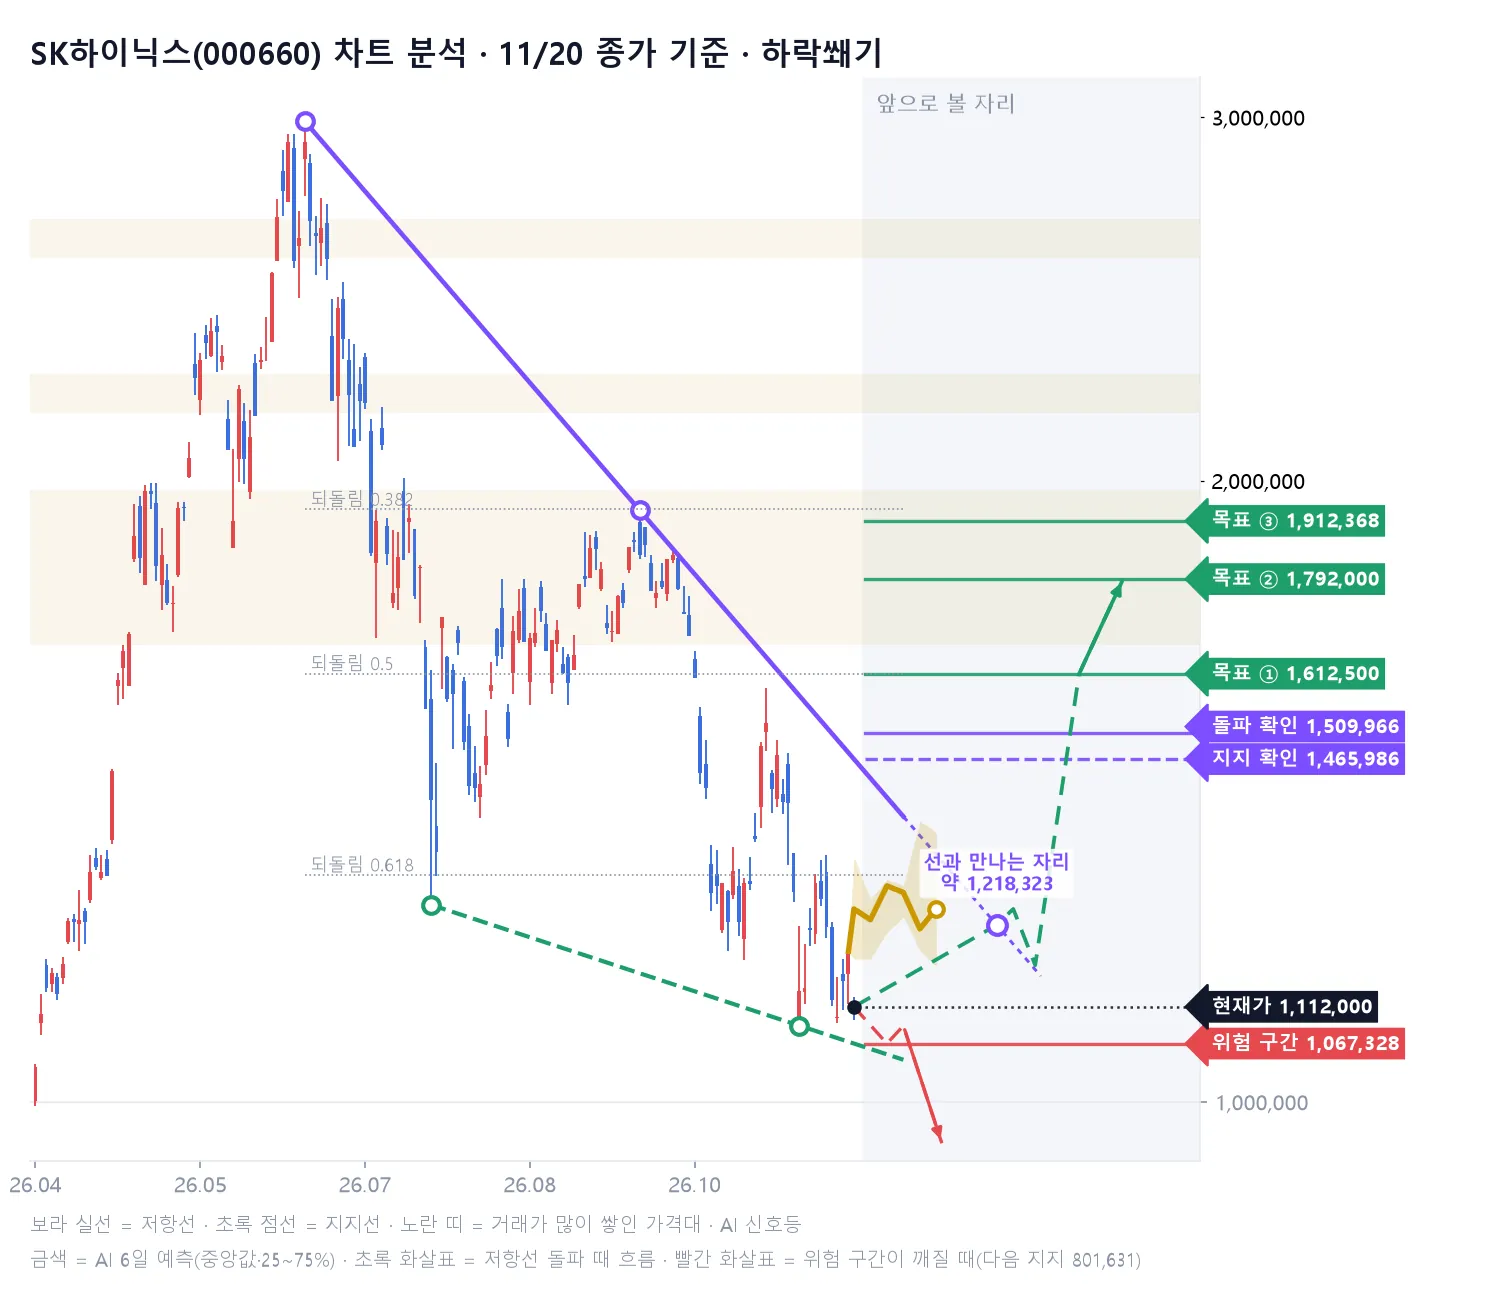 SK하이닉스(000660) 차트 분석 · 11/20 종가 기준 · 하락쐐기
앞으로 볼 자리
3,000,000
되돌림 0.382
2,000,000
목표 ③ 1,912,368
목표 ② 1,792,000
되돌림 0.5
목표 ① 1,612,500
돌파 확인 1,509,966
지지 확인 1,465,986
되돌림 0.618
선과 만나는 자리
약 1,218,323
현재가 1,112,000
위험 구간 1,067,328
1,000,000
26.04 26.05 26.07 26.08 26.10
보라 실선 = 저항선 · 초록 점선 = 지지선 · 노란 띠 = 거래가 많이 쌓인 가격대 · AI 신호등
금색 = AI 6일 예측(중앙값·25~75%) · 초록 화살표 = 저항선 돌파 때 흐름 · 빨간 화살표 = 위험 구간이 깨질 때(다음 지지 801,631)